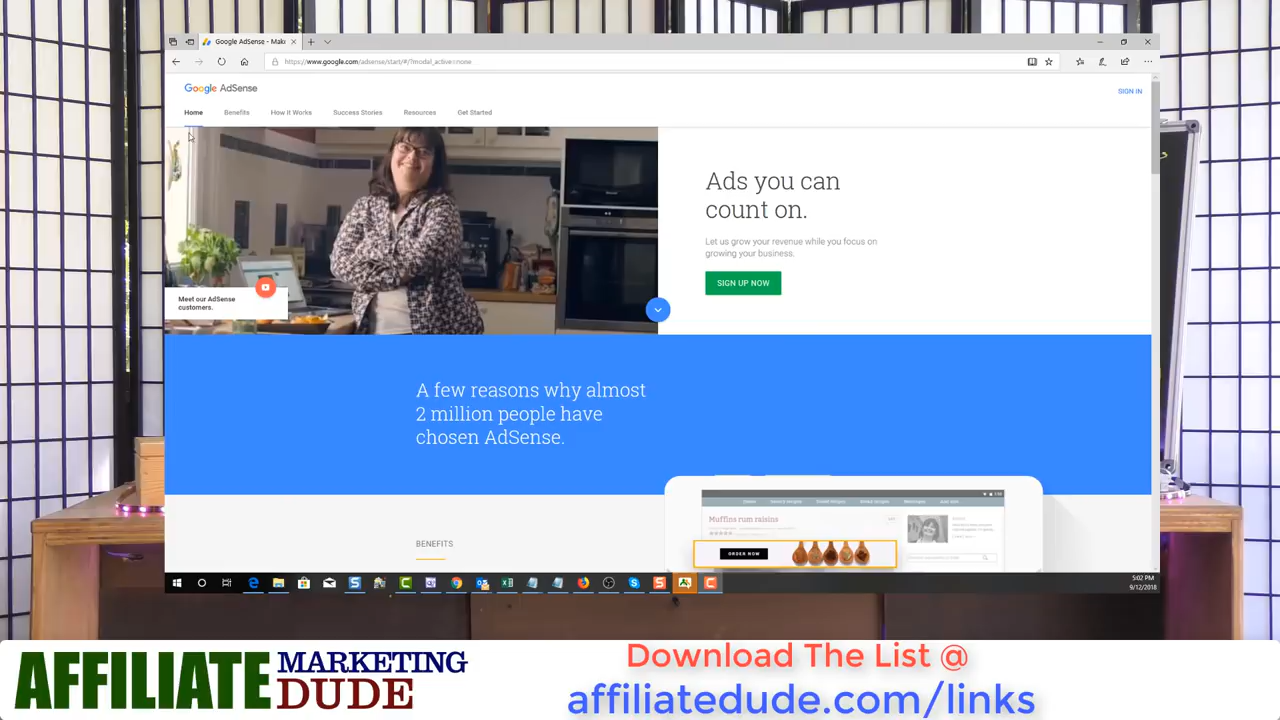 Google AdSense - Make
https://www.google.com/adsense/start/#/?modal_active=none
Google AdSense
SIGN IN
Home
Benefits
How it Works
Success Stories
Resources
Get Started
Ads you can
count on.
Let us grow your revenue while you focus on
growing your business.
SIGN UP NOW
Meet our AdSense
customers.
A few reasons why almost
2 million people have
chosen AdSense.
Muffins rum raisins
ORDER NOW
BENEFITS
5:02 PM
9/12/2018
AFFILIATE MARKETING DUDE
Download The List @
affiliatedude.com/links